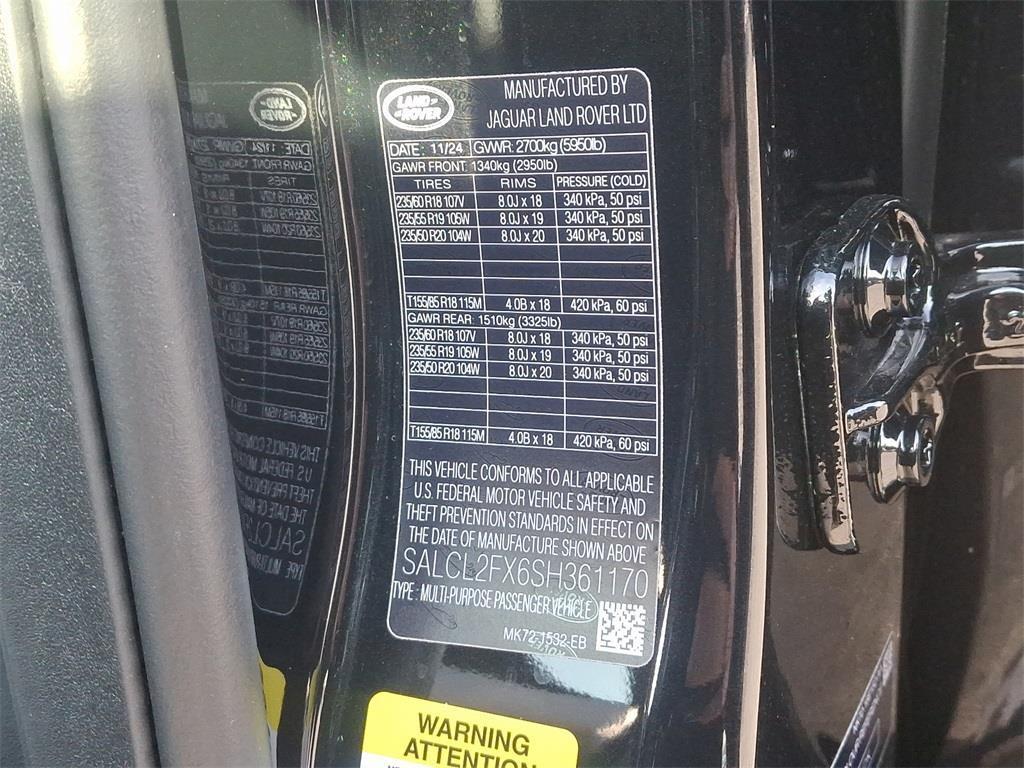 LAND
ROVER
MANUFACTURED BY
JAGUAR LAND ROVER LTD
DATE: 11/24 GVWR: 2700kg (5950lb)
GAWR FRONT: 1340kg (2950lb)
TIRES RIMS PRESSURE (COLD)
235/60 R18 107V 8.0J x 18 340 kPa, 50 psi
235/55 R19 105W 8.0J x 19 340 kPa, 50 psi
235/50 R20 104W 8.0J x 20 340 kPa, 50 psi
T155/85 R18 115M 4.0B x 18 420 kPa, 60 psi
GAWR REAR: 1510kg (3325lb)
235/60 R18 107V 8.0J x 18 340 kPa, 50 psi
235/55 R19 105W 8.0J x 19 340 kPa, 50 psi
235/50 R20 104W 8.0J x 20 340 kPa, 50 psi
T155/85 R18 115M 4.0B x 18 420 kPa, 60 psi
THIS VEHICLE CONFORMS TO ALL APPLICABLE
U.S. FEDERAL MOTOR VEHICLE SAFETY AND
THEFT PREVENTION STANDARDS IN EFFECT ON
THE DATE OF MANUFACTURE SHOWN ABOVE
SALCL2FX6SH361170
TYPE : MULTI-PURPOSE PASSENGER VEHICLE
MK72-1532-EB
WARNING
ATTENTION